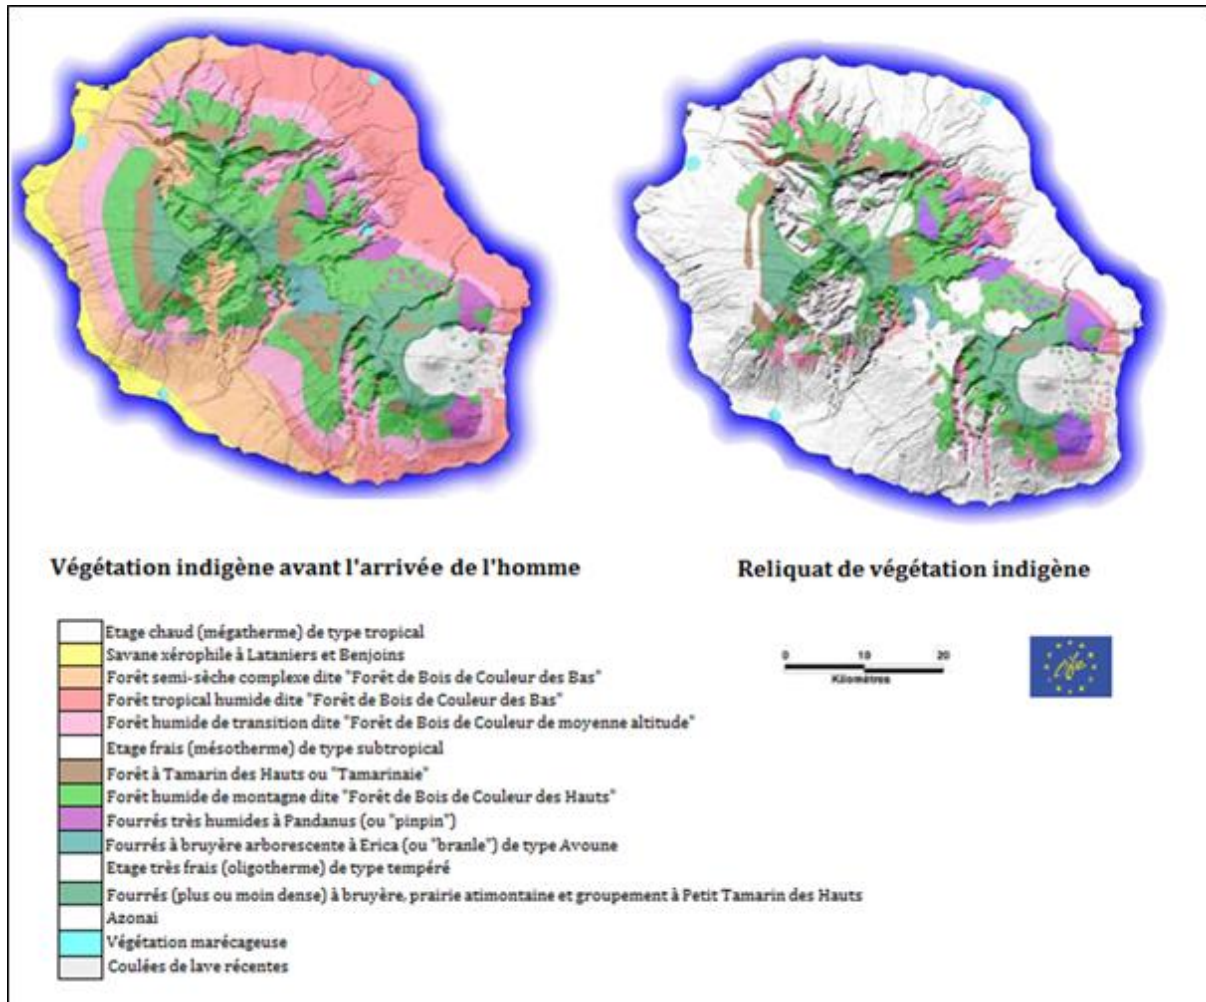 Végétation indigène avant l'arrivée de l'homme
Reliquat de végétation indigène
Etage chaud (mégatherme) de type tropical
Savane xérophile à Lataniers et Benjoins
Forêt semi-sèche complexe dite "Forêt de Bois de Couleur des Bas"
Forêt tropical humide dite "Forêt de Bois de Couleur des Bas"
Forêt humide de transition dite "Forêt de Bois de Couleur de moyenne altitude"
Etage frais (mésotherme) de type subtropical
Forêt à Tamarin des Hauts ou "Tamarinaie"
Forêt humide de montagne dite "Forêt de Bois de Couleur des Hauts"
Fourrés très humides à Pandanus (ou "pinpin")
Fourrés à bruyère arborescente à Erica (ou "branle") de type Avoune
Etage très frais (oligotherme) de type tempéré
Fourrés (plus ou moin dense) à bruyère, prairie atimontaine et groupement à Petit Tamarin des Hauts
Azonai
Végétation marécageuse
Coulées de lave récentes
0 10 20
Kilomètres